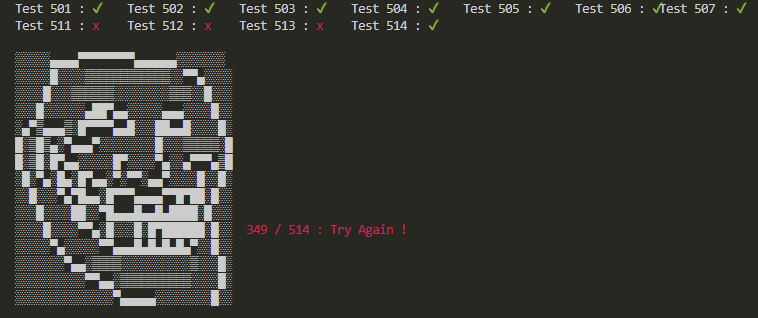 Test 501 : ✓ Test 502 : ✓ Test 503 : ✓ Test 504 : ✓ Test 505 : ✓ Test 506 : ✓Test 507 : ✓
Test 511 : x Test 512 : x Test 513 : x Test 514 : ✓
349 / 514 : Try Again !